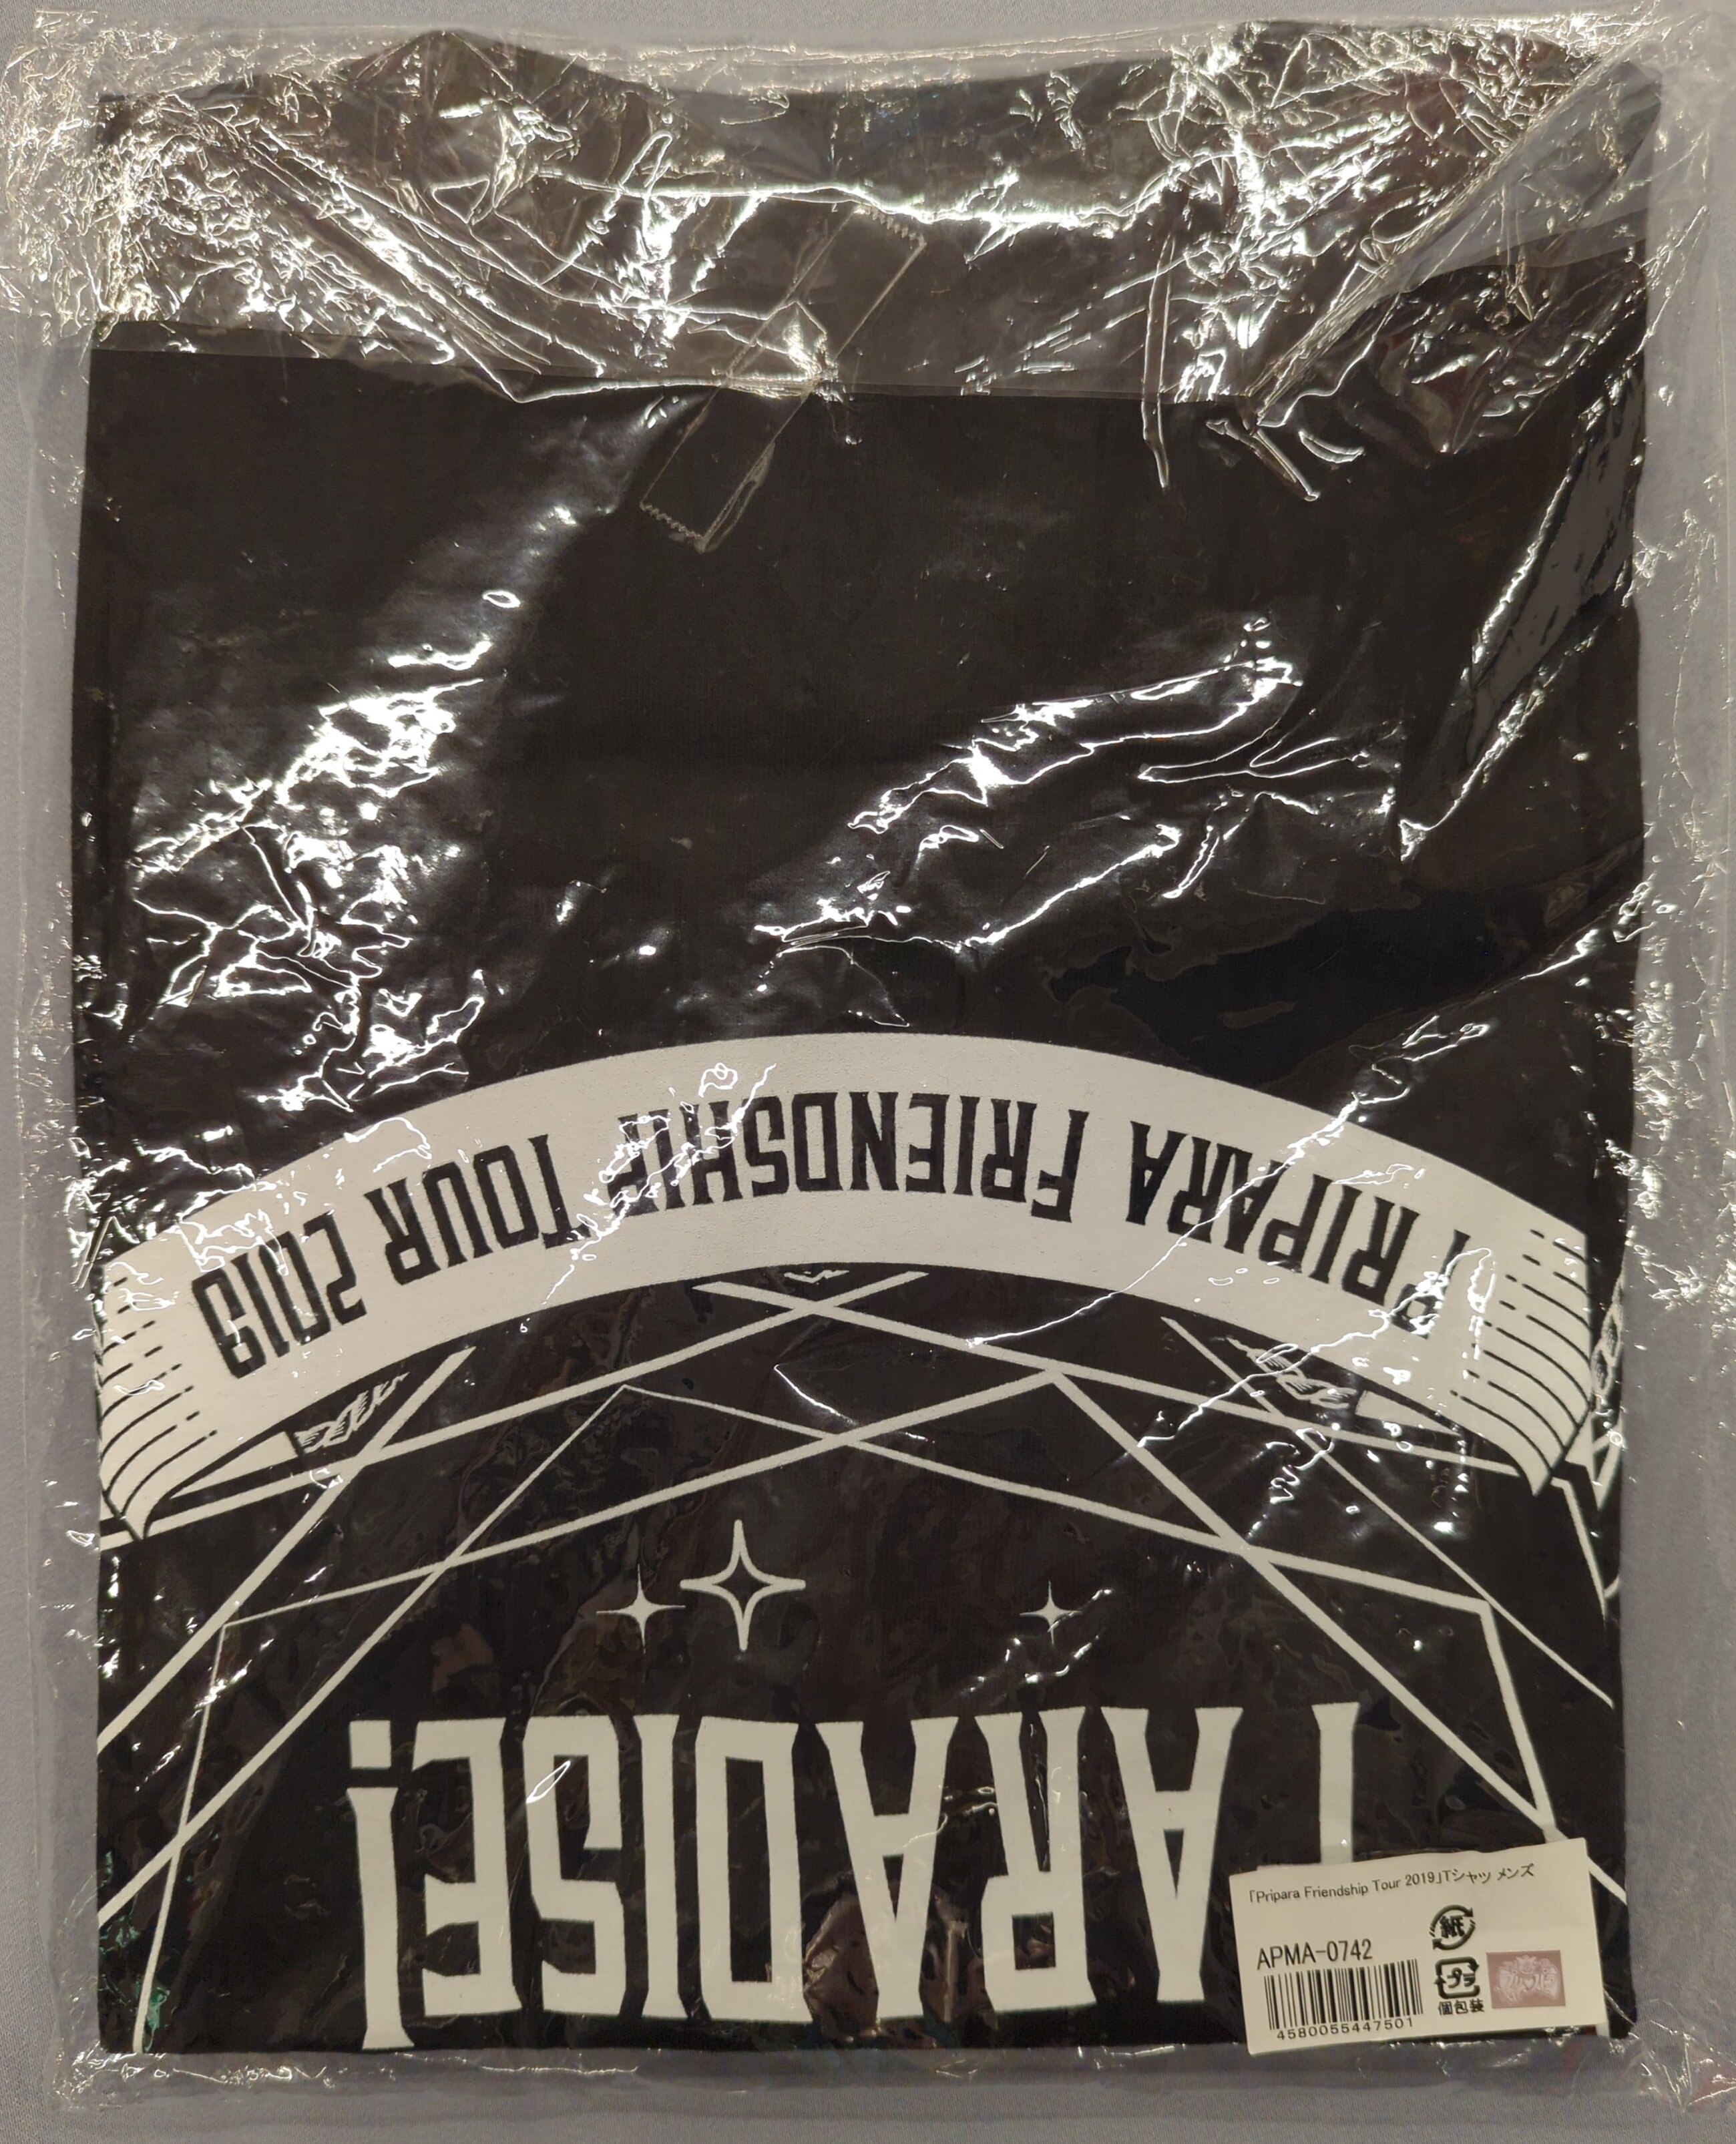 PRIPARA FRIENDSHIP TOUR 2019
PARADISE!
「Pripara Friendship Tour 2019」Tシャツ メンズ
APMA-0742
紙
プラ
個包装
4580055447501